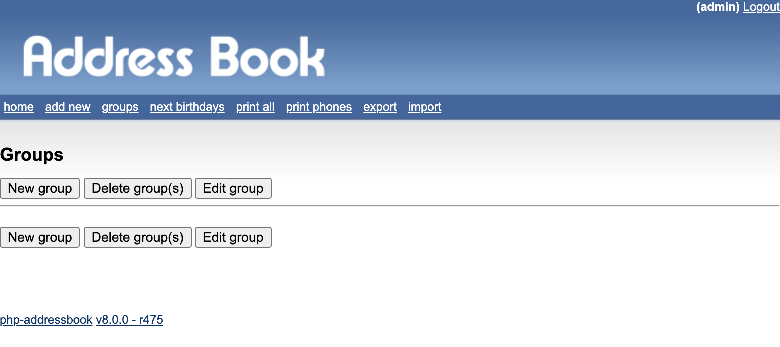 (admin) Logout
Address Book
home add new groups next birthdays print all print phones export import
Groups
New group Delete group(s) Edit group
New group Delete group(s) Edit group
php-addressbook v8.0.0 - r475